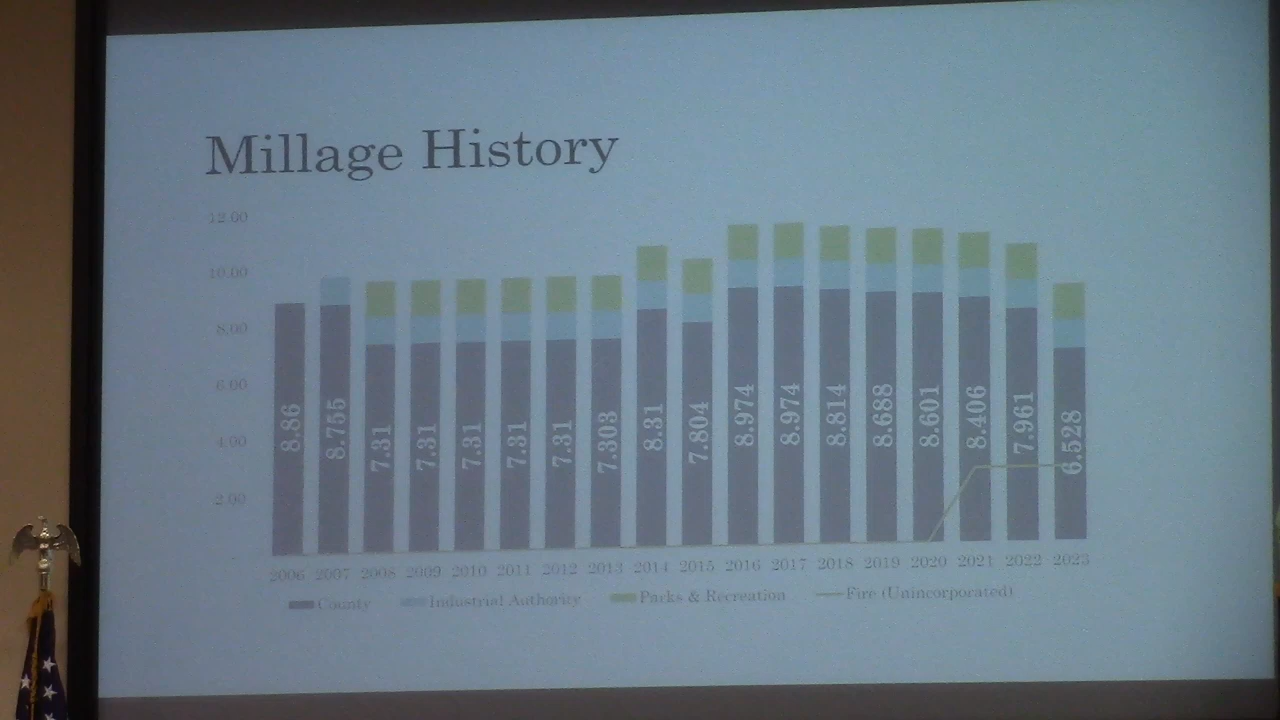 Millage History
12.00
10.00
8.00
6.00
4.00
2.00
-
8.86 8.755 7.31 7.31 7.31 7.31 7.31 7.303 8.31 7.804 8.974 8.974 8.814 8.688 8.601 8.406 7.961 6.528
2006 2007 2008 2009 2010 2011 2012 2013 2014 2015 2016 2017 2018 2019 2020 2021 2022 2023
County Industrial Authority Parks & Recreation Fire (Unincorporated)